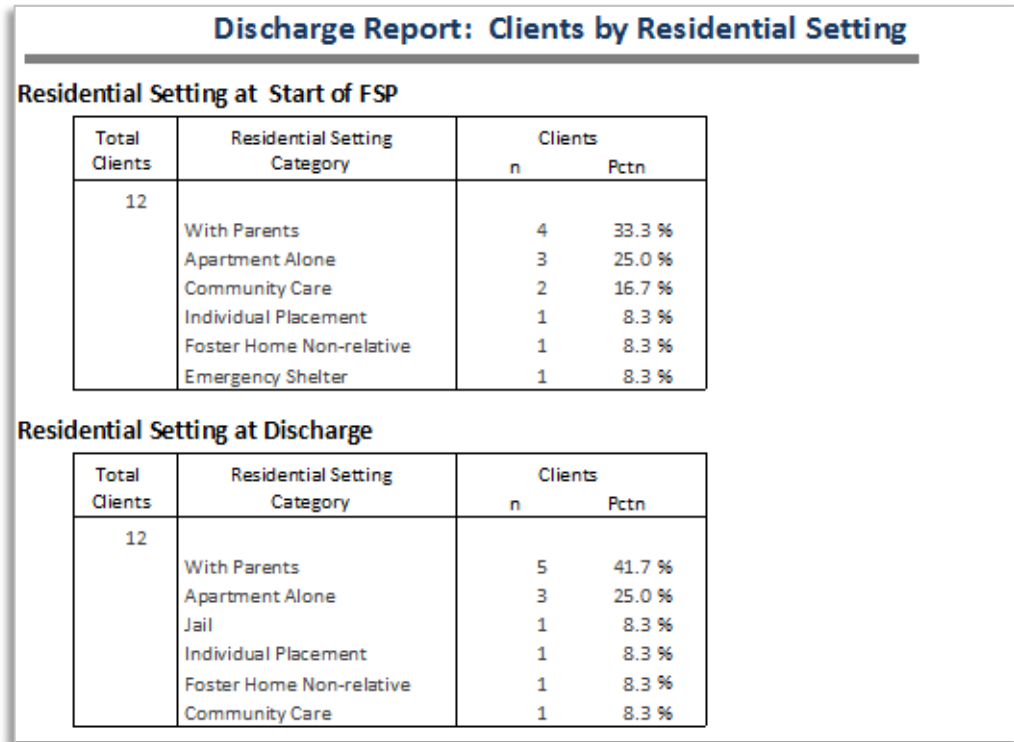 Discharge Report: Clients by Residential Setting
Residential Setting at Start of FSP
Total Clients Residential Setting Category Clients
n Pctn
12
With Parents 4 33.3 %
Apartment Alone 3 25.0 %
Community Care 2 16.7 %
Individual Placement 1 8.3 %
Foster Home Non-relative 1 8.3 %
Emergency Shelter 1 8.3 %
Residential Setting at Discharge
Total Clients Residential Setting Category Clients
n Pctn
12
With Parents 5 41.7 %
Apartment Alone 3 25.0 %
Jail 1 8.3 %
Individual Placement 1 8.3 %
Foster Home Non-relative 1 8.3 %
Community Care 1 8.3 %